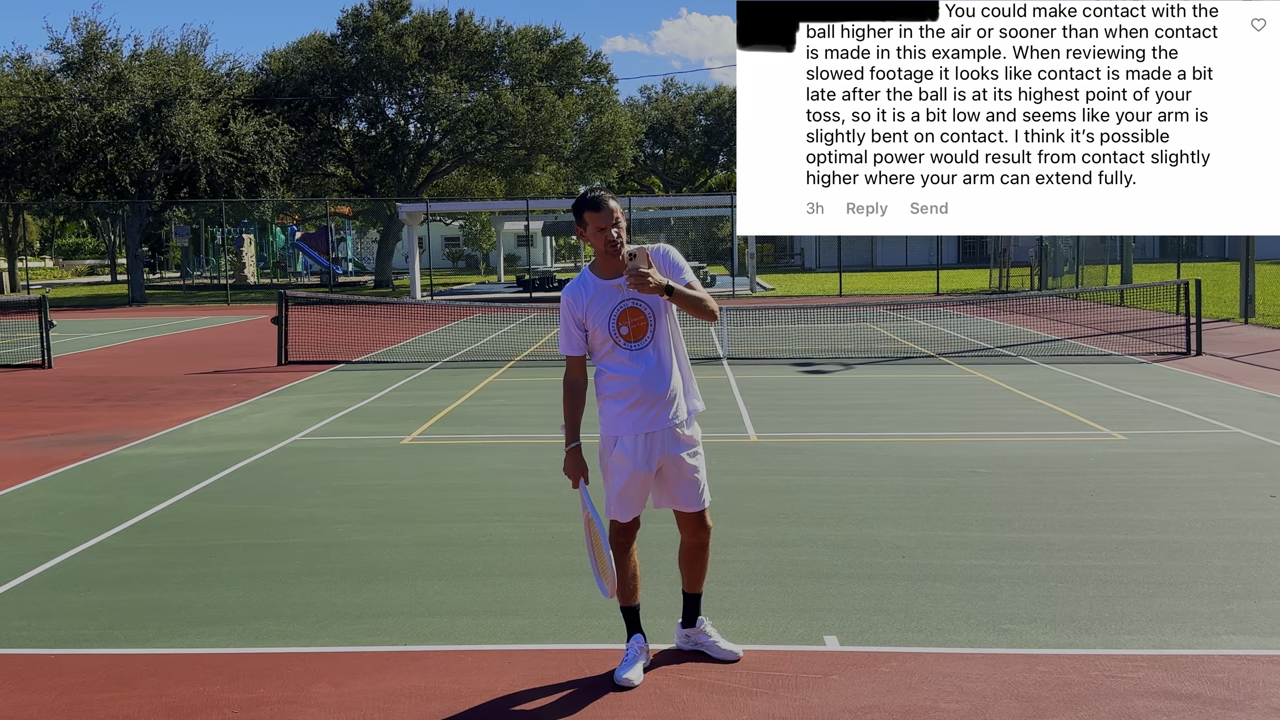 You could make contact with the
ball higher in the air or sooner than when contact
is made in this example. When reviewing the
slowed footage it looks like contact is made a bit
late after the ball is at its highest point of your
toss, so it is a bit low and seems like your arm is
slightly bent on contact. I think it’s possible
optimal power would result from contact slightly
higher where your arm can extend fully.
3h Reply Send